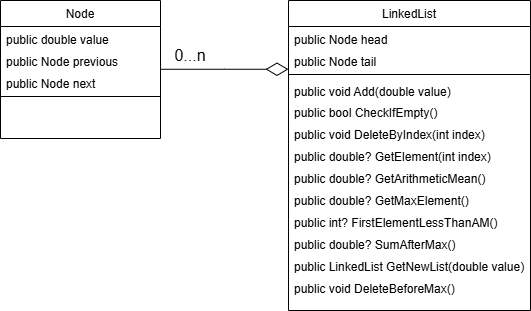 Node
public double value
public Node previous
public Node next
0...n
LinkedList
public Node head
public Node tail
public void Add(double value)
public bool CheckIfEmpty()
public void DeleteByIndex(int index)
public double? GetElement(int index)
public double? GetArithmeticMean()
public double? GetMaxElement()
public int? FirstElementLessThanAM()
public double? SumAfterMax()
public LinkedList GetNewList(double value)
public void DeleteBeforeMax()